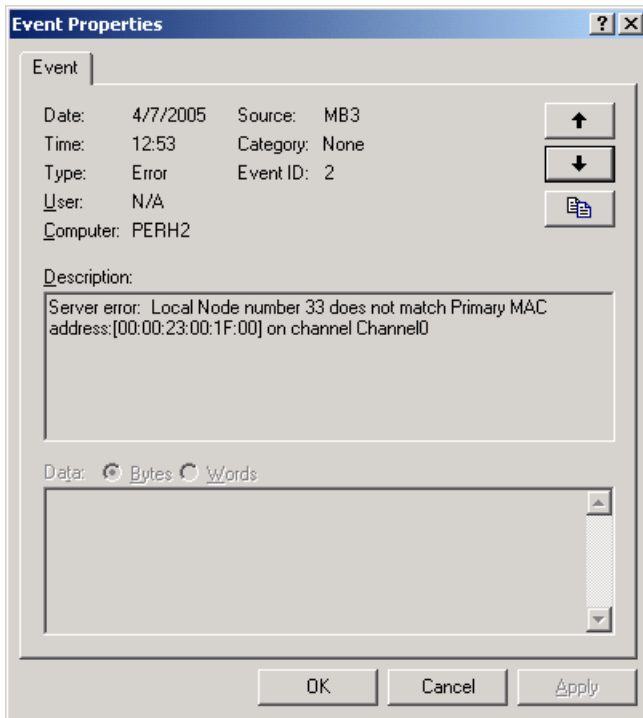 Event Properties
Event
Date: 4/7/2005 Source: MB3
Time: 12:53 Category: None
Type: Error Event ID: 2
User: N/A
Computer: PERH2
Description:
Server error: Local Node number 33 does not match Primary MAC
address:[00:00:23:00:1F:00] on channel Channel0
Data: Bytes Words
OK Cancel Apply